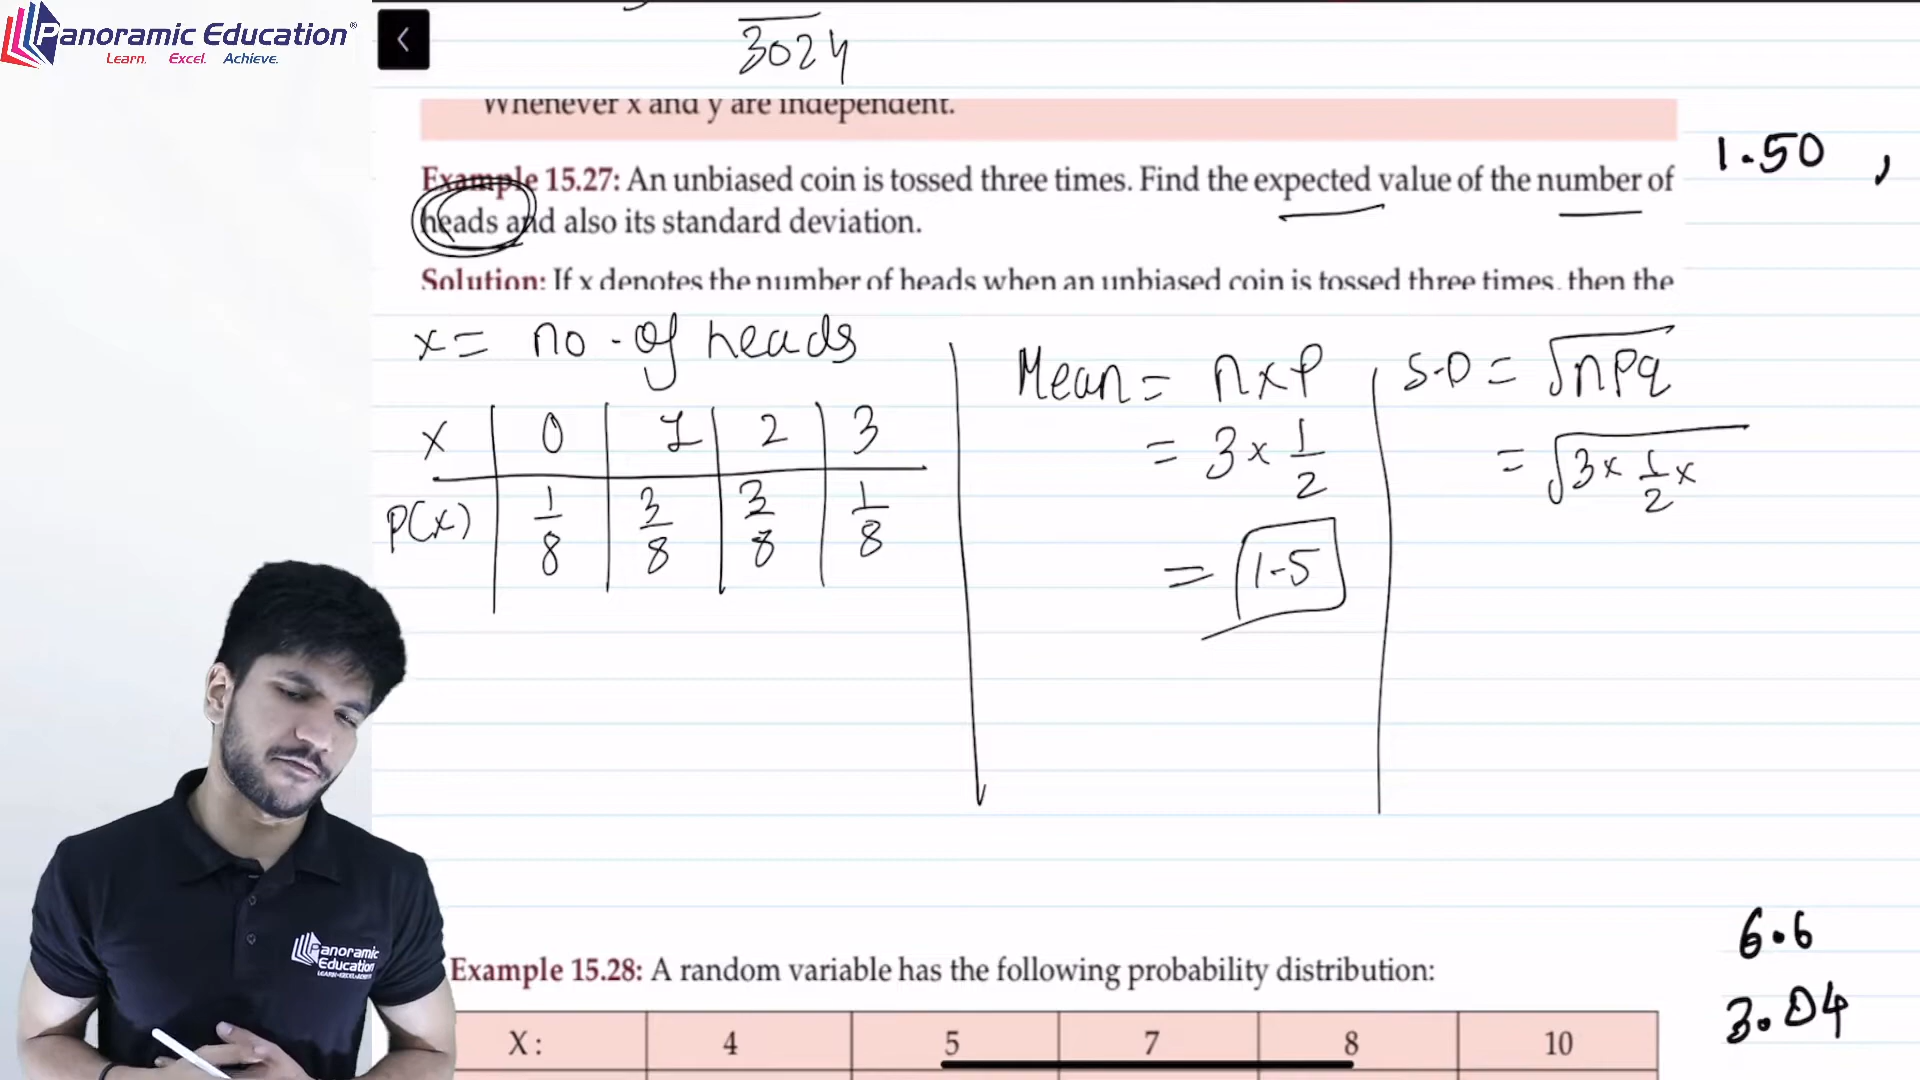 Panoramic Education®
Learn. Excel. Achieve.
3024
Whenever x and y are independent.
1.50 ,
Example 15.27: An unbiased coin is tossed three times. Find the expected value of the number of
heads and also its standard deviation.
Solution: If x denotes the number of heads when an unbiased coin is tossed three times, then the
x = no. of heads
X 0 1 2 3
P(x) 1/8 3/8 3/8 1/8
Mean = n x P
= 3 x 1/2
= 1.5
S.D = √npq
= √3 x 1/2 x
Panoramic
Education
6.6
3.04
Example 15.28: A random variable has the following probability distribution:
X : 4 5 7 8 10